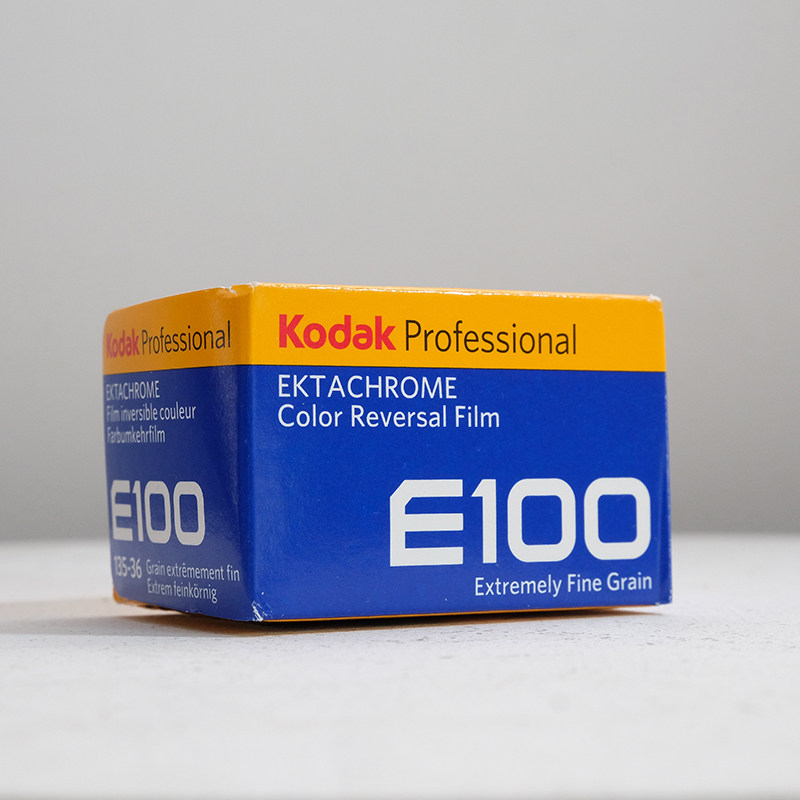 Kodak Professional
EKTACHROME
Film inversible couleur
Farbumkehrfilm
E100
135-36
Grain extrêmement fin
Extrem feinkörnig
Kodak Professional
EKTACHROME
Color Reversal Film
E100
Extremely Fine Grain